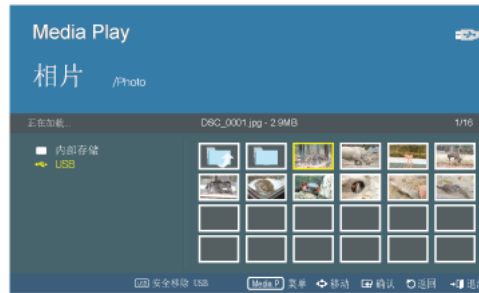 Media Play
相片 /Photo
正在加载... DSC_0001.jpg - 2.9MB 1/16
内部存储
USB
安全移除 USB Media.P 菜单 移动 确认 返回